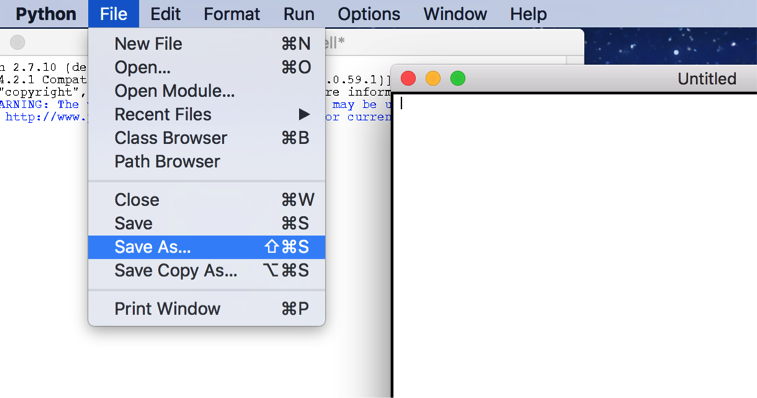 Python File Edit Format Run Options Window Help
New File ⌘N
Open... ⌘O
Open Module...
Recent Files ▶
Class Browser ⌘B
Path Browser
Close ⌘W
Save ⌘S
Save As... ⇧⌘S
Save Copy As... ⌥⌘S
Print Window ⌘P
ell*
n 2.7.10 (de
4.2.1 Compat .0.59.1)]
"copyright", re inform
ARNING: The may be u
http://www. or curren
Untitled